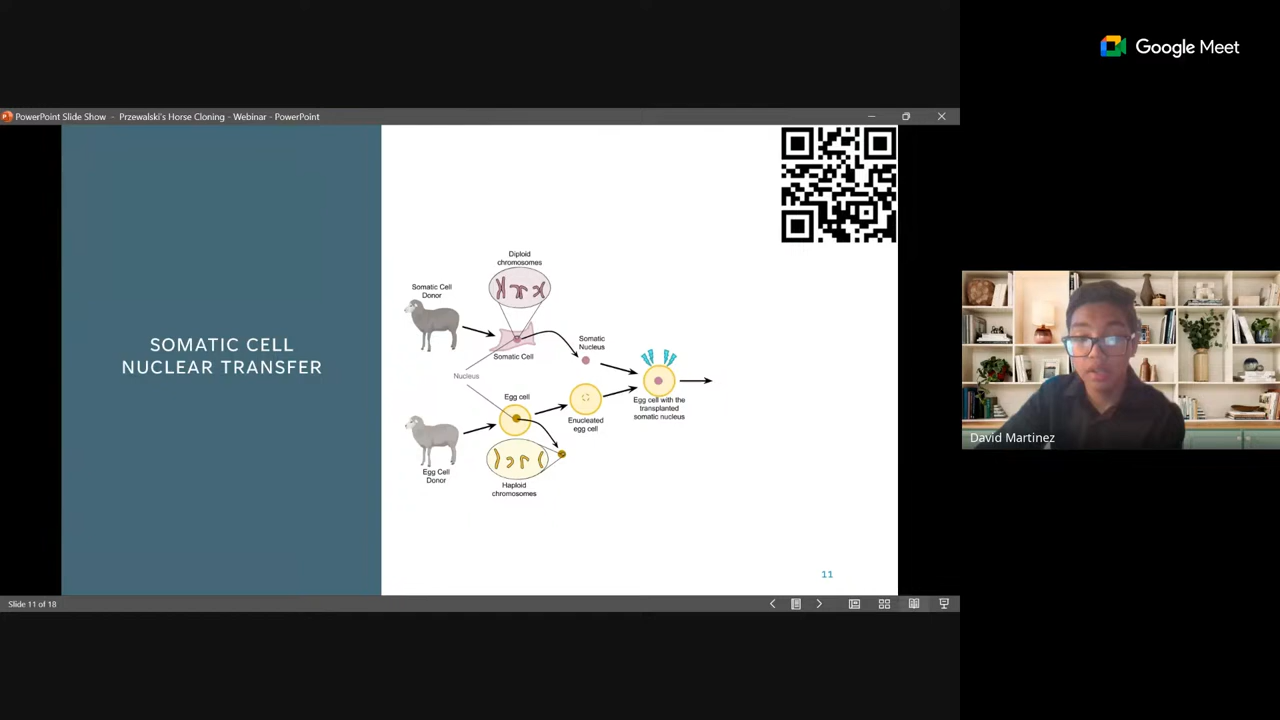 Google Meet
PowerPoint Slide Show - Przewalski's Horse Cloning - Webinar - PowerPoint
SOMATIC CELL
NUCLEAR TRANSFER
Diploid
chromosomes
Somatic Cell
Donor
Somatic
Nucleus
Somatic Cell
Nucleus
Egg cell
Egg cell with the
transplanted
somatic nucleus
Enucleated
egg cell
Egg Cell
Donor
Haploid
chromosomes
11
David Martinez
Slide 11 of 18